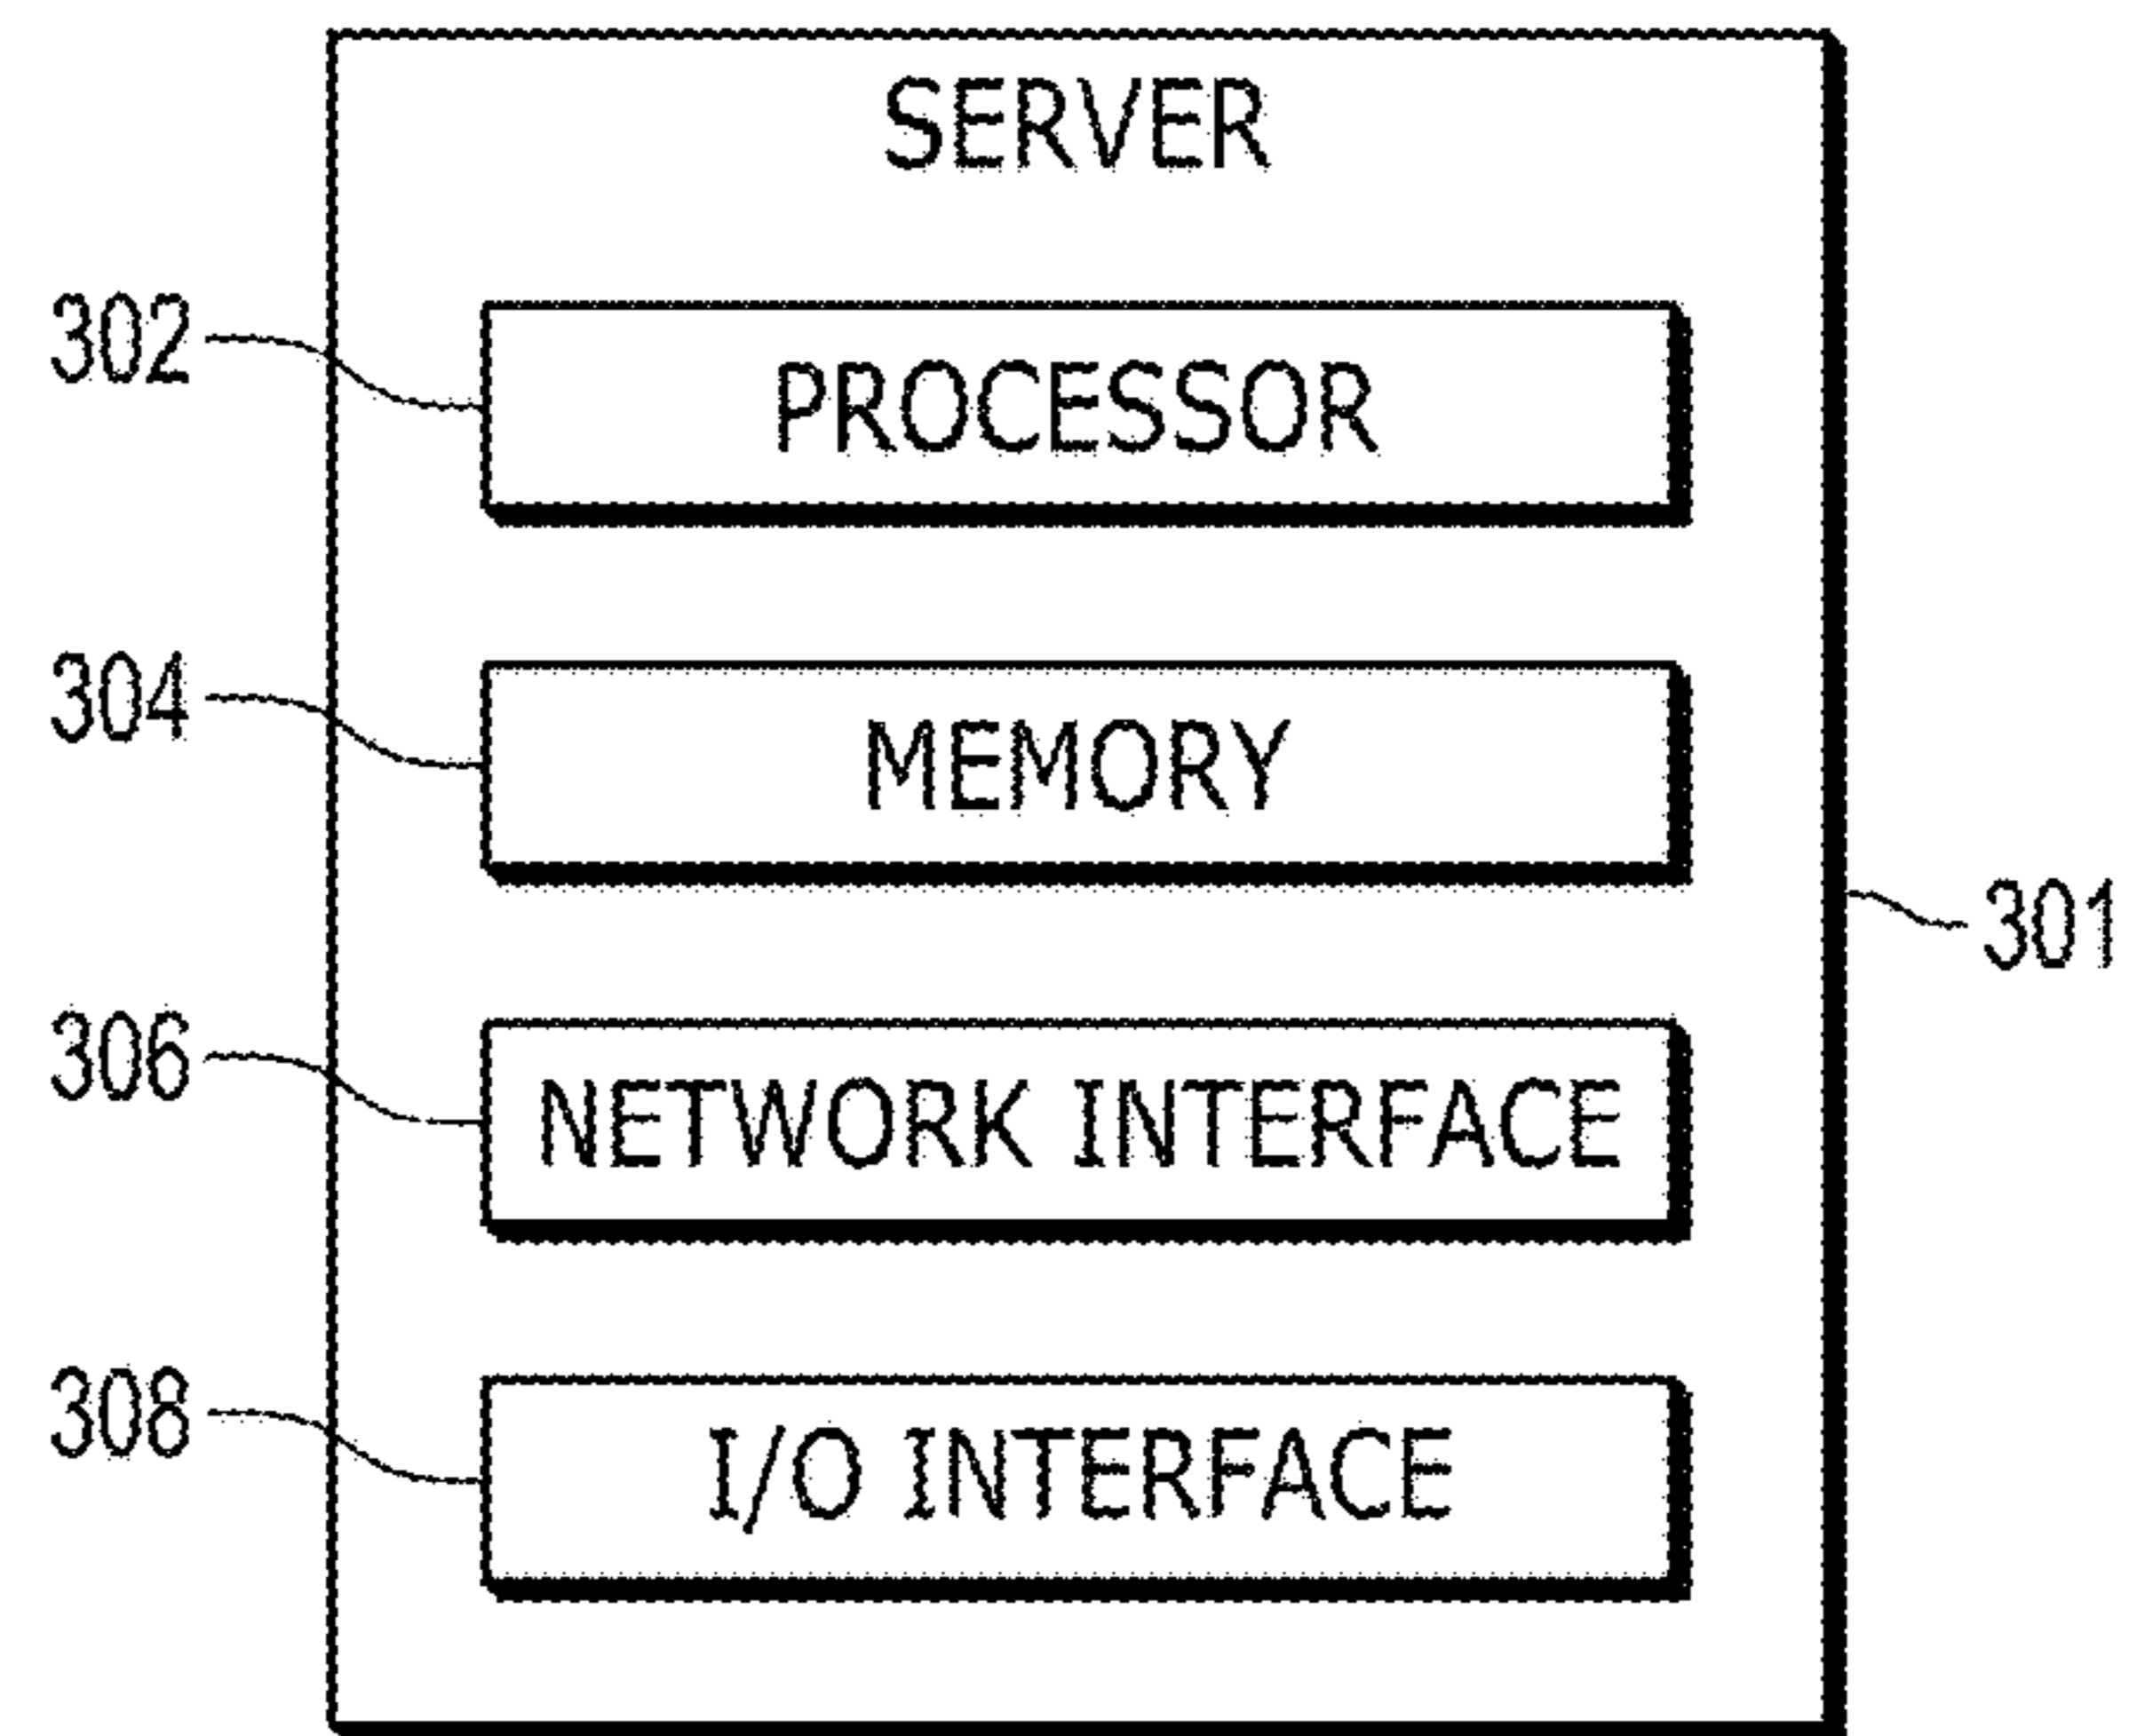 SERVER
302
PROCESSOR
304
MEMORY
301
306
NETWORK INTERFACE
308
I/O INTERFACE